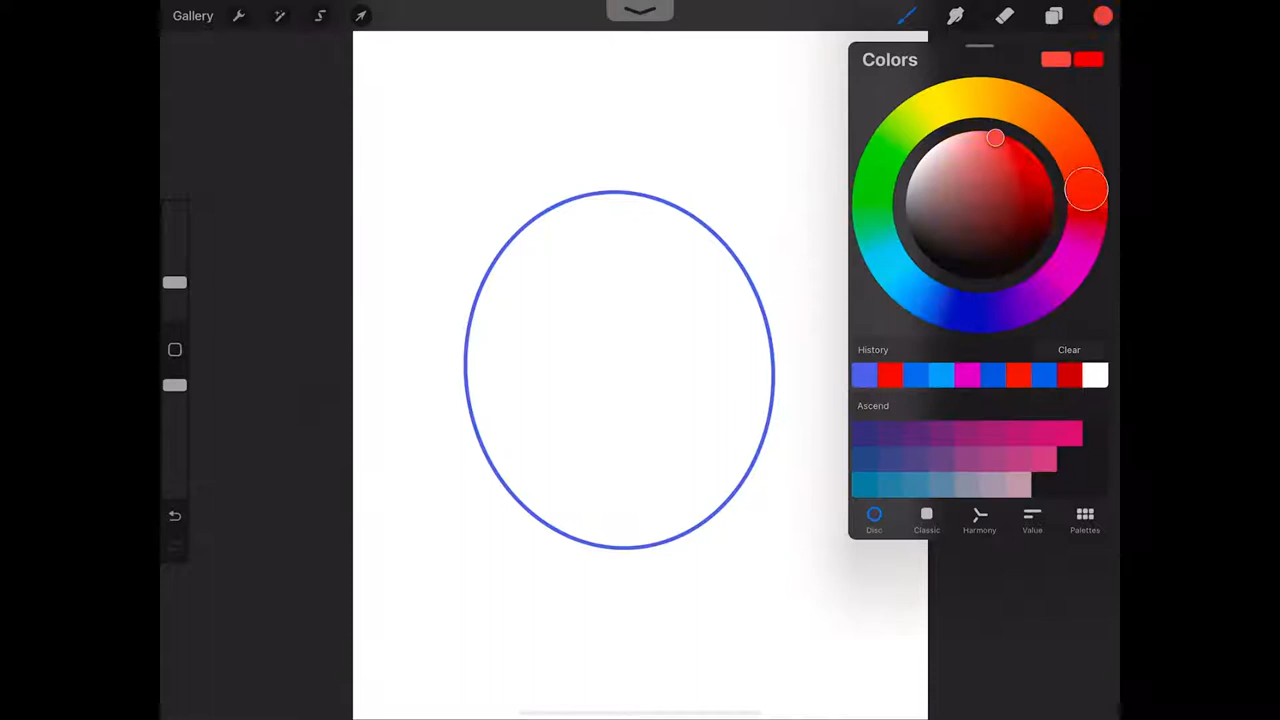 Gallery
Colors
History Clear
Ascend
Disc Classic Harmony Value Palettes